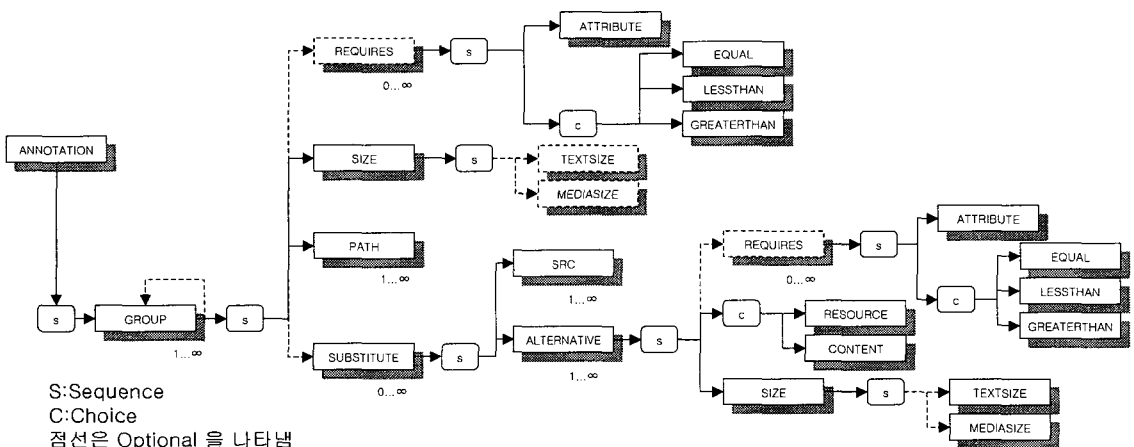 REQUIRES
s
ATTRIBUTE
0...∞
c
EQUAL
LESSTHAN
GREATERTHAN
ANNOTATION
SIZE
s
TEXTSIZE
MEDIASIZE
PATH
1...∞
s
GROUP
1...∞
s
SUBSTITUTE
0...∞
s
SRC
1...∞
ALTERNATIVE
1...∞
s
REQUIRES
0...∞
s
ATTRIBUTE
c
EQUAL
LESSTHAN
GREATERTHAN
c
RESOURCE
CONTENT
SIZE
s
TEXTSIZE
MEDIASIZE
S:Sequence
C:Choice
점선은 Optional 을 나타냄